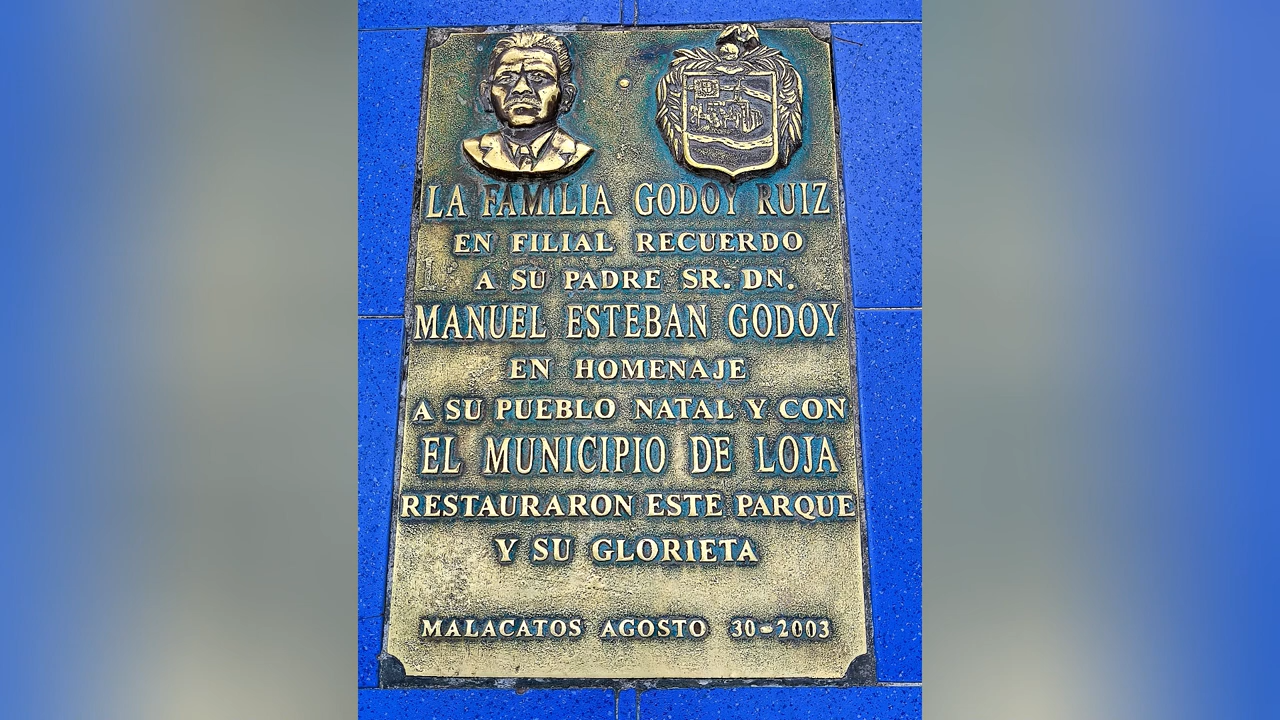 LA FAMILIA GODOY RUIZ
EN FILIAL RECUERDO
A SU PADRE SR. DN.
MANUEL ESTEBAN GODOY
EN HOMENAJE
A SU PUEBLO NATAL Y CON
EL MUNICIPIO DE LOJA
RESTAURARON ESTE PARQUE
Y SU GLORIETA
MALACATOS AGOSTO 30-2003